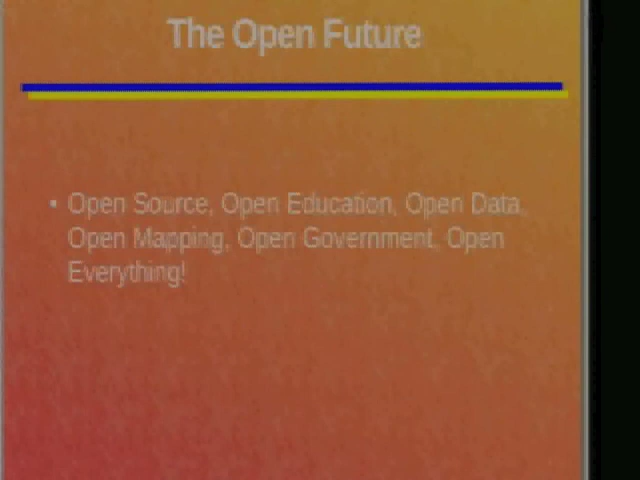 The Open Future
• Open Source, Open Education, Open Data,
Open Mapping, Open Government, Open
Everything!